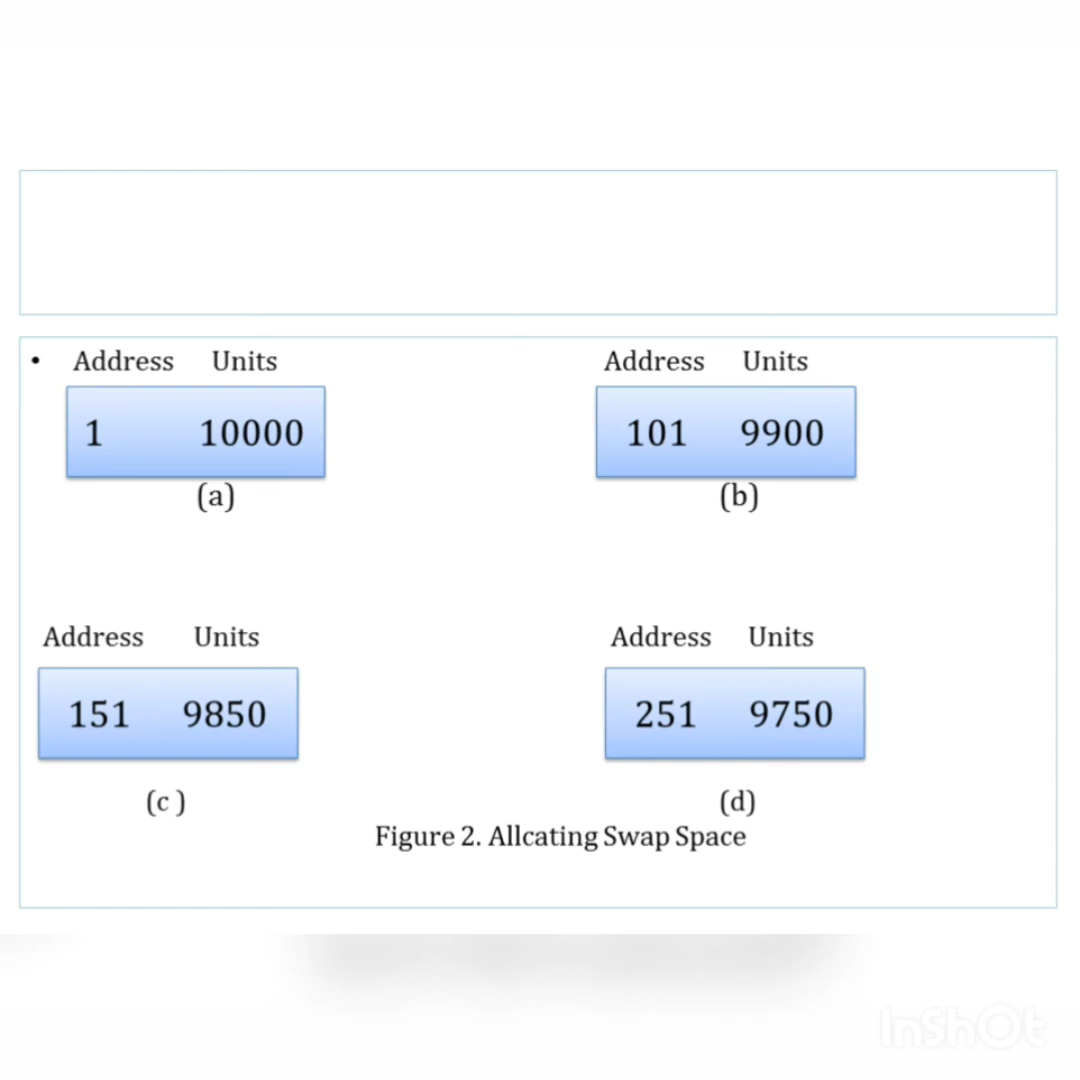 • Address Units
1 10000
(a)
Address Units
101 9900
(b)
Address Units
151 9850
(c )
Address Units
251 9750
(d)
Figure 2. Allcating Swap Space
InShOt